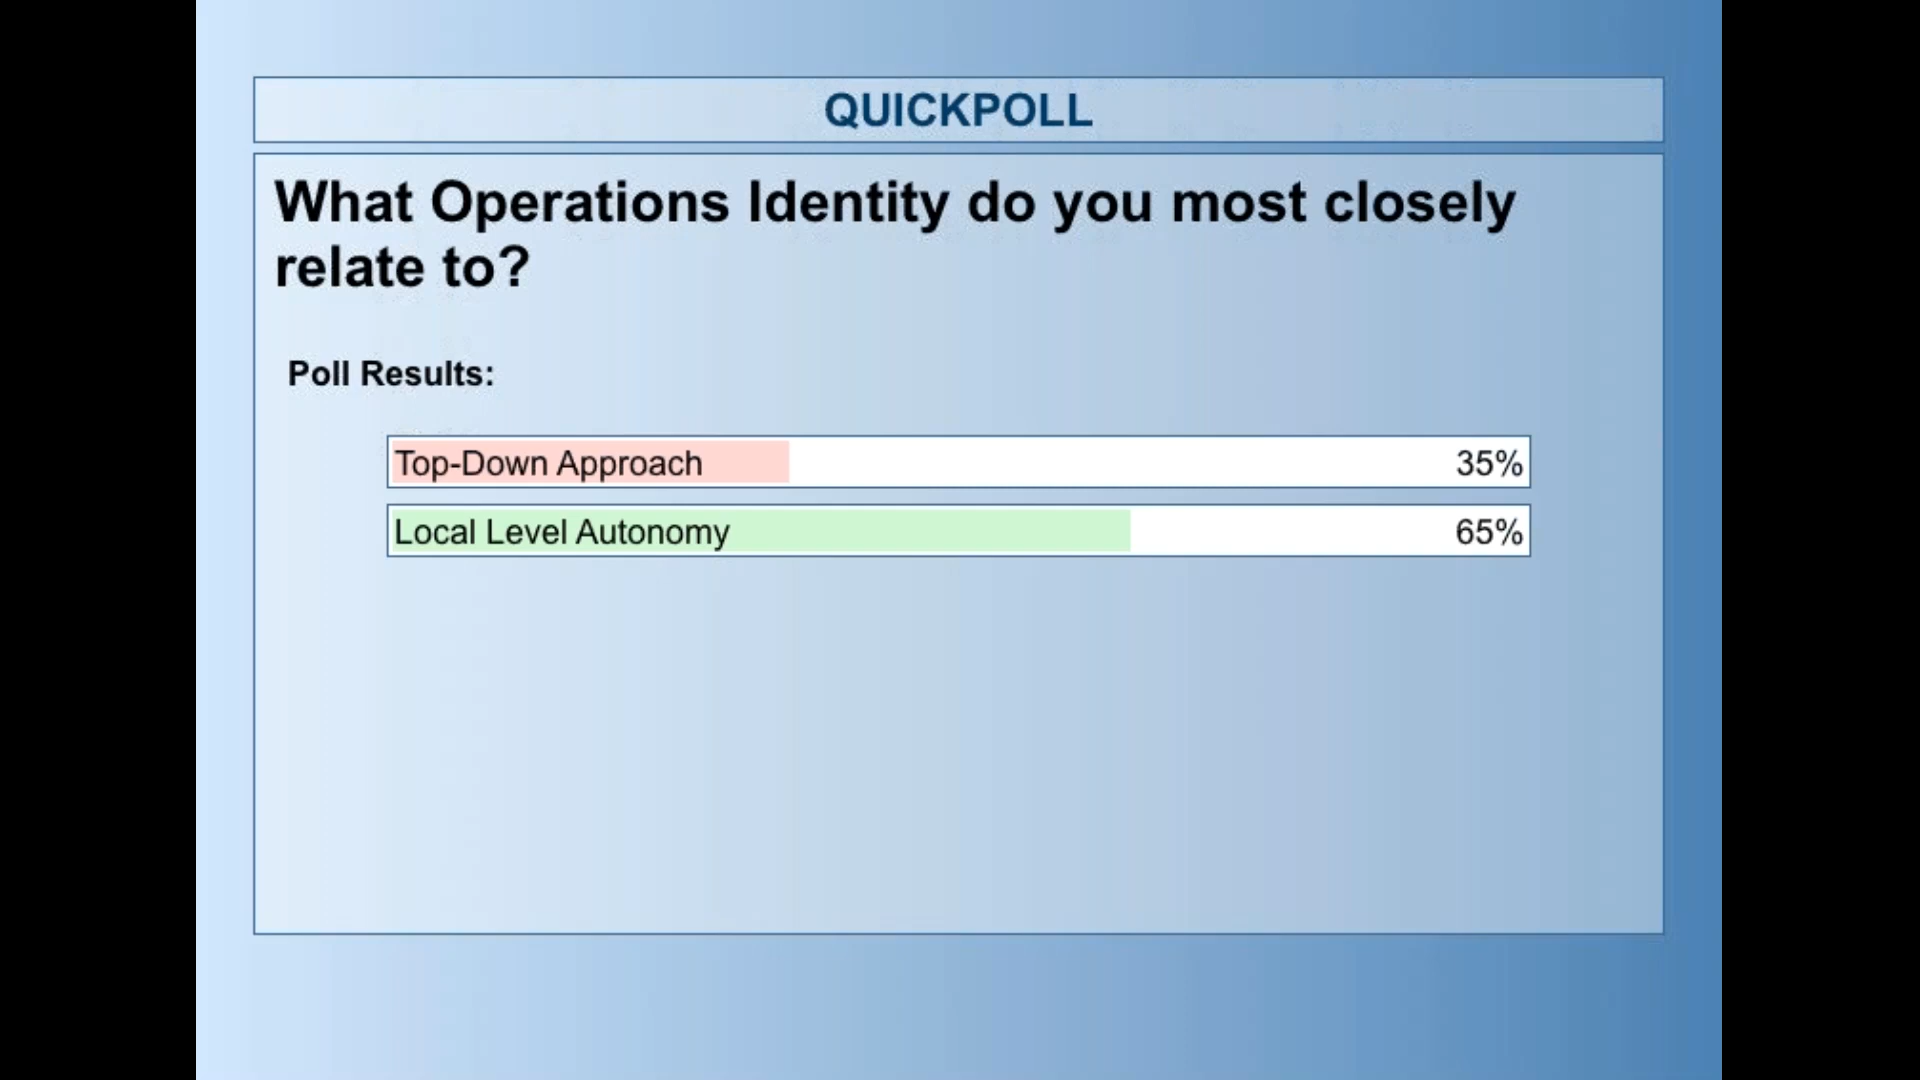 QUICKPOLL
What Operations Identity do you most closely
relate to?
Poll Results:
Top-Down Approach 35%
Local Level Autonomy 65%